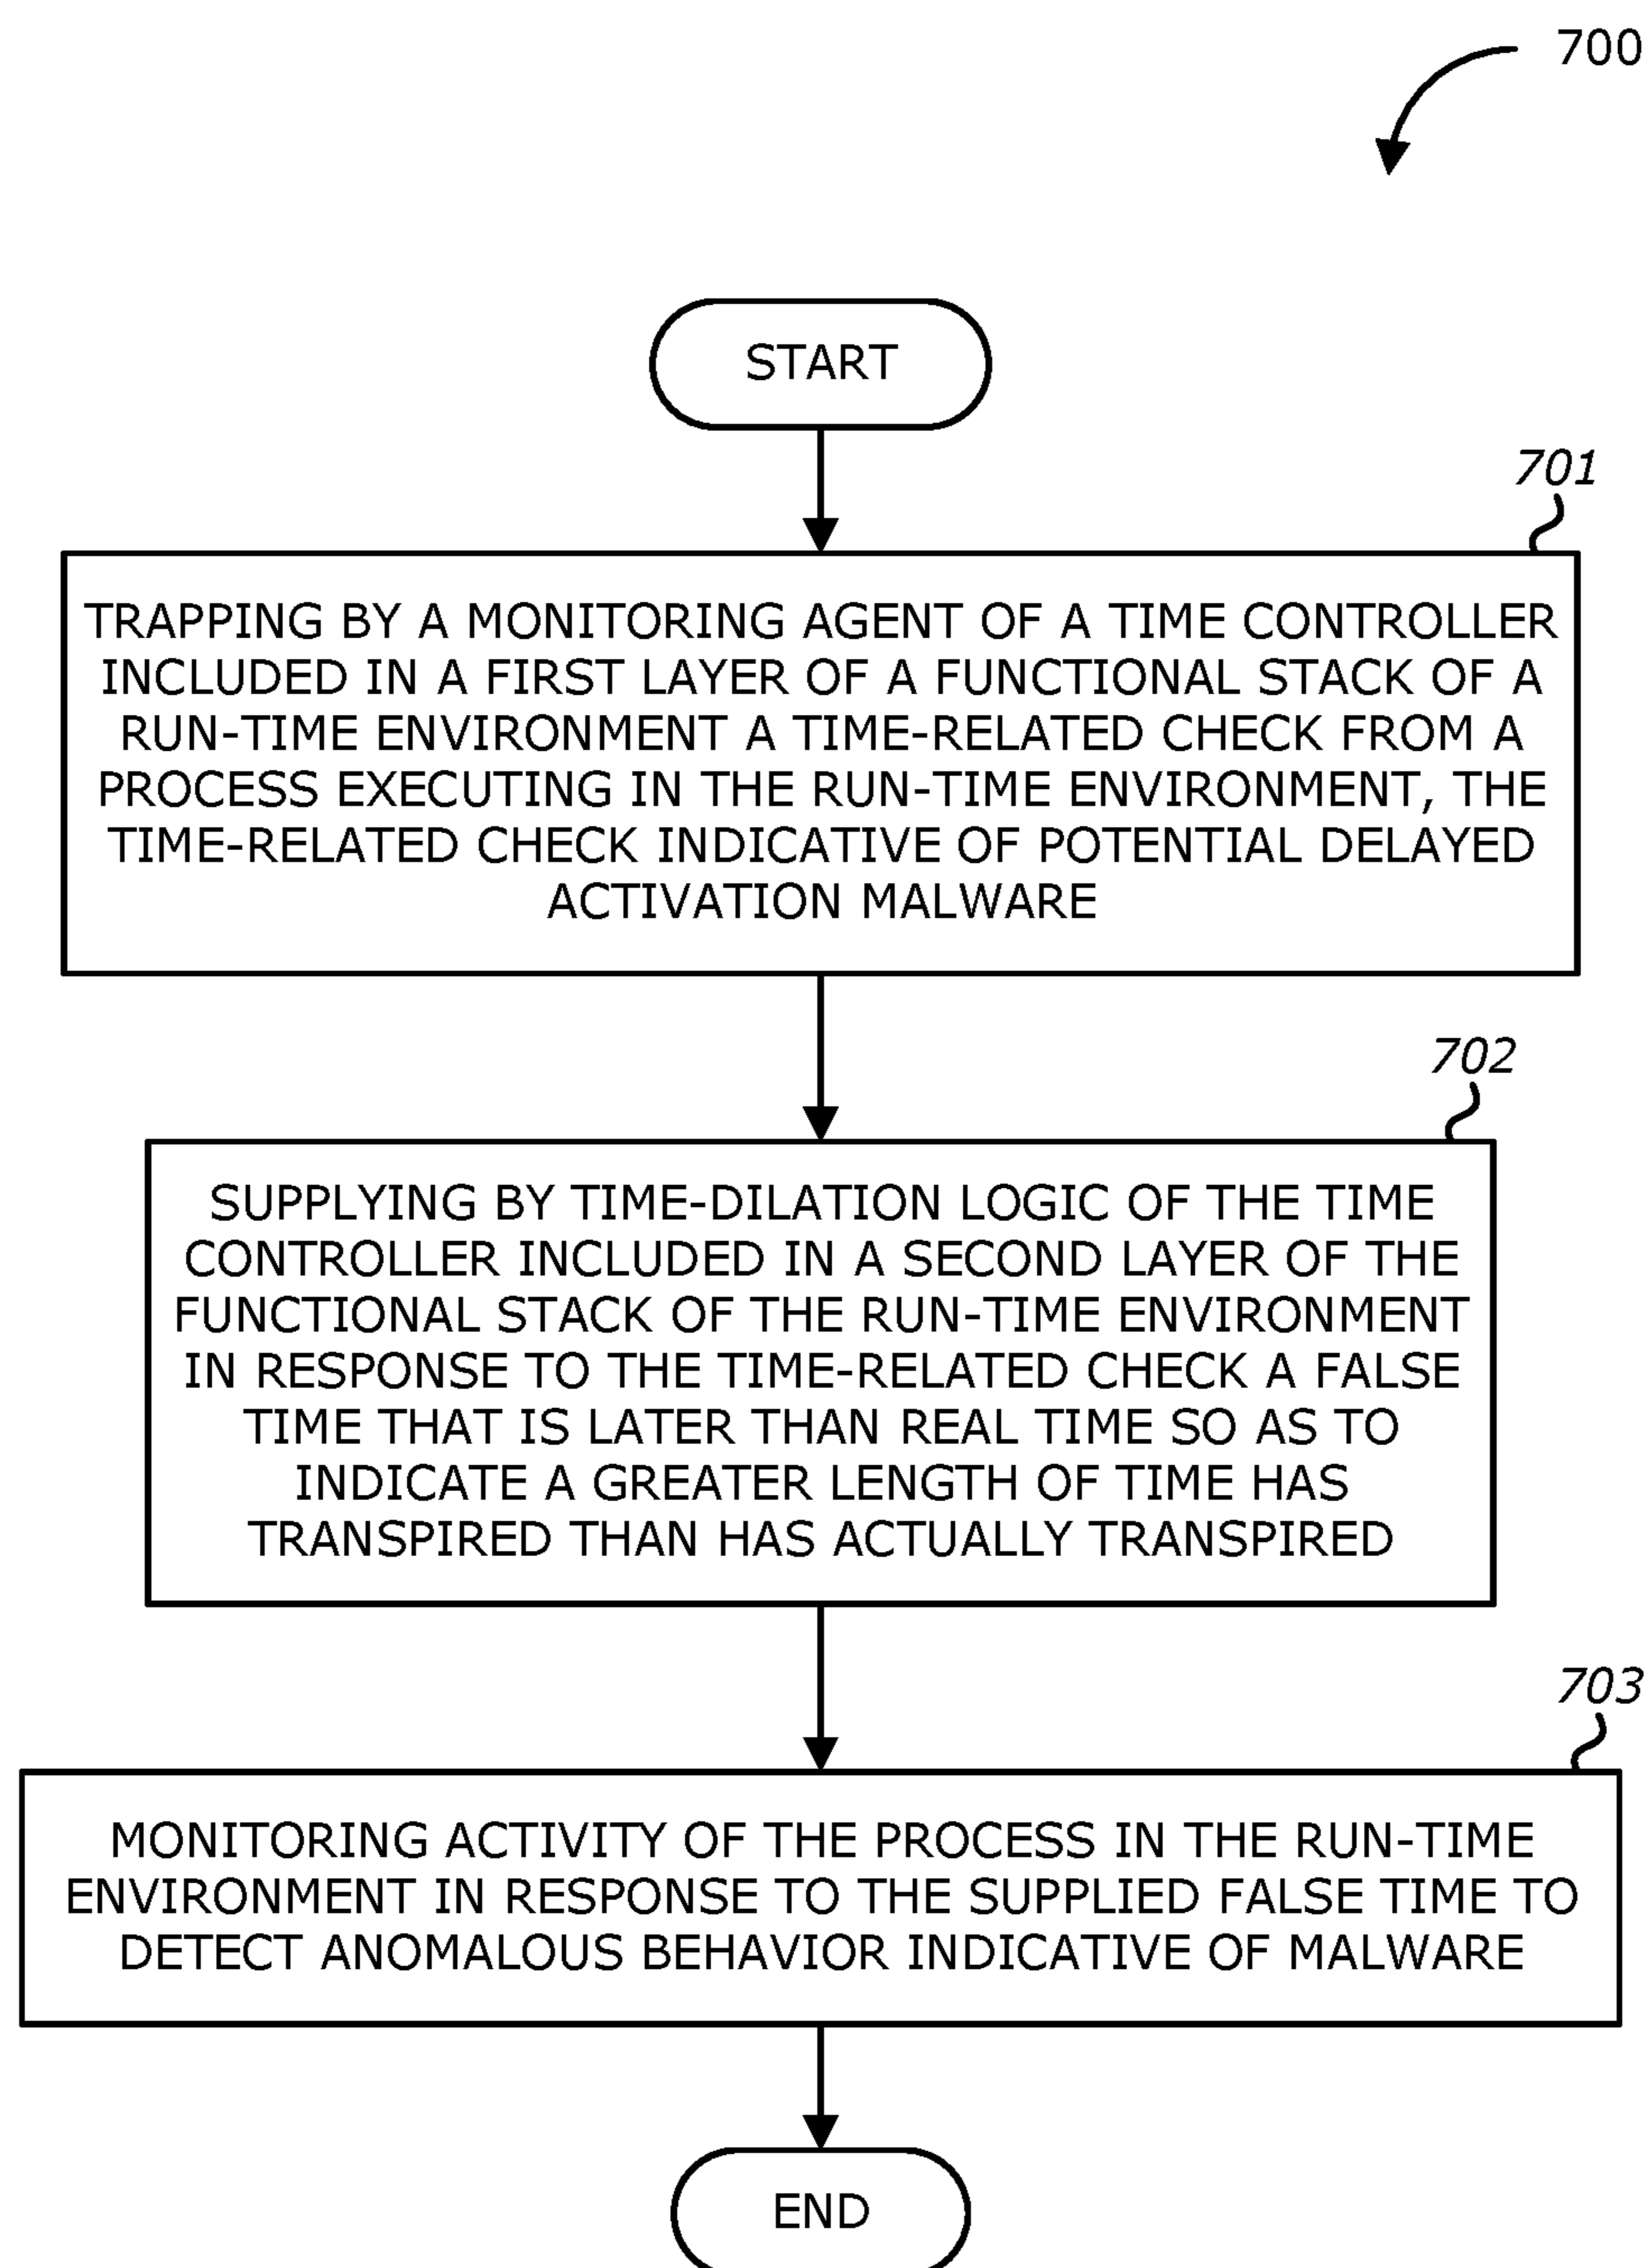 700
START
701
TRAPPING BY A MONITORING AGENT OF A TIME CONTROLLER
INCLUDED IN A FIRST LAYER OF A FUNCTIONAL STACK OF A
RUN-TIME ENVIRONMENT A TIME-RELATED CHECK FROM A
PROCESS EXECUTING IN THE RUN-TIME ENVIRONMENT, THE
TIME-RELATED CHECK INDICATIVE OF POTENTIAL DELAYED
ACTIVATION MALWARE
702
SUPPLYING BY TIME-DILATION LOGIC OF THE TIME
CONTROLLER INCLUDED IN A SECOND LAYER OF THE
FUNCTIONAL STACK OF THE RUN-TIME ENVIRONMENT
IN RESPONSE TO THE TIME-RELATED CHECK A FALSE
TIME THAT IS LATER THAN REAL TIME SO AS TO
INDICATE A GREATER LENGTH OF TIME HAS
TRANSPIRED THAN HAS ACTUALLY TRANSPIRED
703
MONITORING ACTIVITY OF THE PROCESS IN THE RUN-TIME
ENVIRONMENT IN RESPONSE TO THE SUPPLIED FALSE TIME TO
DETECT ANOMALOUS BEHAVIOR INDICATIVE OF MALWARE
END